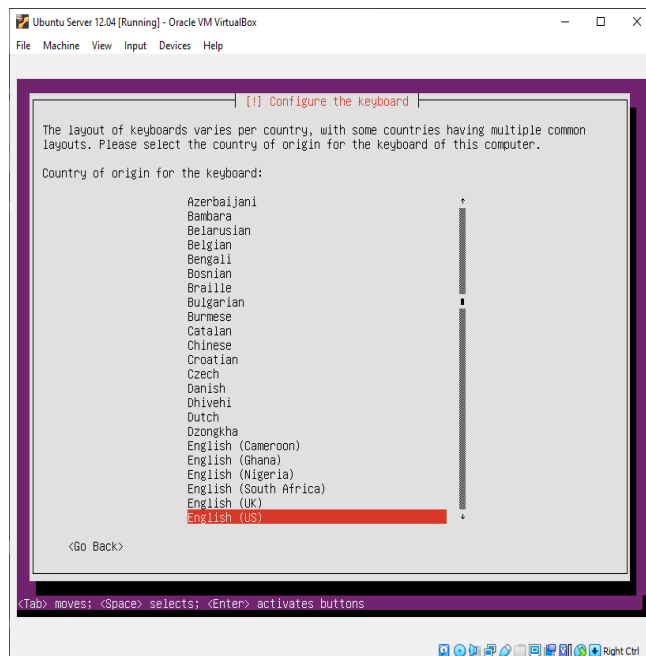 Ubuntu Server 12.04 [Running] - Oracle VM VirtualBox
File Machine View Input Devices Help
[!] Configure the keyboard
The layout of keyboards varies per country, with some countries having multiple common
layouts. Please select the country of origin for the keyboard of this computer.
Country of origin for the keyboard:
Azerbaijani
Bambara
Belarusian
Belgian
Bengali
Bosnian
Braille
Bulgarian
Burmese
Catalan
Chinese
Croatian
Czech
Danish
Dhivehi
Dutch
Dzongkha
English (Cameroon)
English (Ghana)
English (Nigeria)
English (South Africa)
English (UK)
English (US)
<Go Back>
<Tab> moves; <Space> selects; <Enter> activates buttons
Right Ctrl